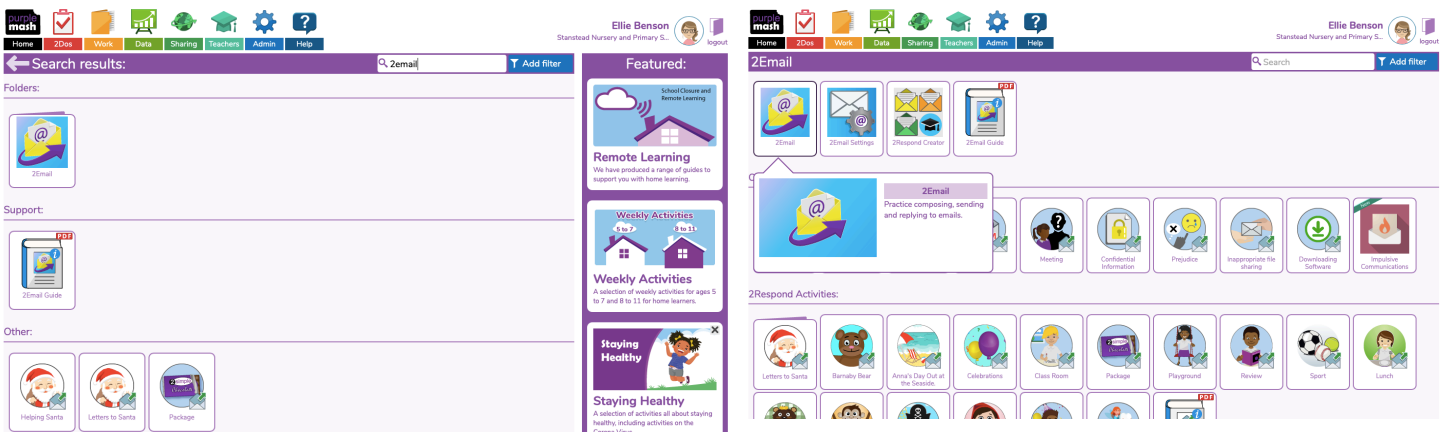 purple
mash
Home
2Dos
Work
Data
Sharing
Teachers
Admin
Help
Ellie Benson
Stanstead Nursery and Primary S...
logout
Search results:
2email
Add filter
Folders:
2Email
Support:
PDF
2Email Guide
Other:
Helping Santa
Letters to Santa
2simple
Package
Featured:
School Closure and
Remote Learning
Remote Learning
We have produced a range of guides to
support you with home learning.
Weekly Activities
5 to 7
8 to 11
Weekly Activities
A selection of weekly activities for ages 5
to 7 and 8 to 11 for home learners.
Staying
Healthy
Staying Healthy
A selection of activities all about staying
healthy, including activities on the
Corona Virus
purple
mash
Home
2Dos
Work
Data
Sharing
Teachers
Admin
Help
Ellie Benson
Stanstead Nursery and Primary S...
logout
2Email
Search
Add filter
2Email
2Email Settings
2Respond Creator
PDF
2Email Guide
2Email
Practice composing, sending
and replying to emails.
Meeting
Confidential
Information
Prejudice
Inappropriate file
sharing
Downloading
Software
Impulsive
Communications
2Respond Activities:
Letters to Santa
Barnaby Bear
Anna's Day Out at
the Seaside.
Celebrations
Class Room
2simple
Package
Playground
Review
Sport
Lunch
PDF